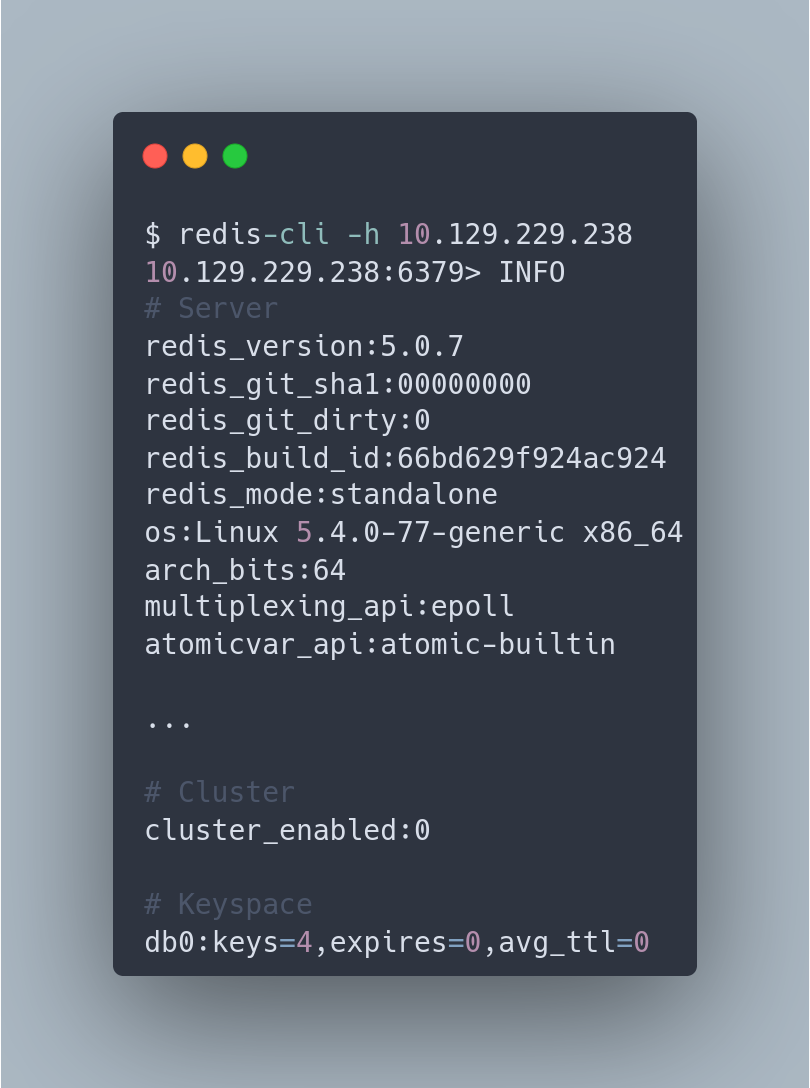 $ redis-cli -h 10.129.229.238
10.129.229.238:6379> INFO
# Server
redis_version:5.0.7
redis_git_sha1:00000000
redis_git_dirty:0
redis_build_id:66bd629f924ac924
redis_mode:standalone
os:Linux 5.4.0-77-generic x86_64
arch_bits:64
multiplexing_api:epoll
atomicvar_api:atomic-builtin
...
# Cluster
cluster_enabled:0
# Keyspace
db0:keys=4,expires=0,avg_ttl=0